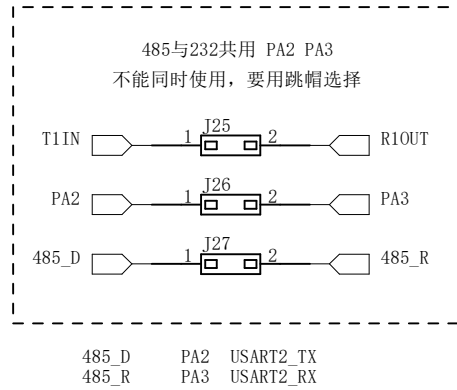 485与232共用 PA2 PA3
不能同时使用，要用跳帽选择
J25
T1IN 1 2 R1OUT
J26
PA2 1 2 PA3
J27
485_D 1 2 485_R
485_D PA2 USART2_TX
485_R PA3 USART2_RX